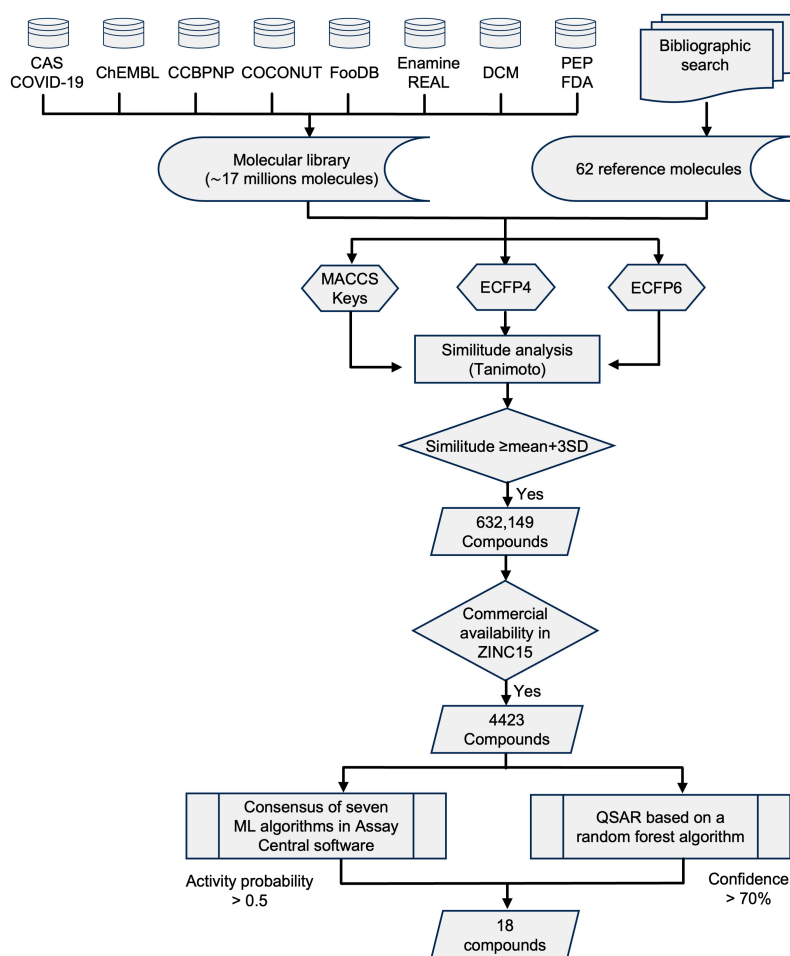 CAS
COVID-19
ChEMBL
CCBPNP
COCONUT
FooDB
Enamine
REAL
DCM
PEP
FDA
Bibliographic
search
Molecular library
(~17 millions molecules)
62 reference molecules
MACCS
Keys
ECFP4
ECFP6
Similitude analysis
(Tanimoto)
Similitude ≥mean+3SD
Yes
632,149
Compounds
Commercial
availability in
ZINC15
Yes
4423
Compounds
Consensus of seven
ML algorithms in Assay
Central software
QSAR based on a
random forest algorithm
Activity probability
> 0.5
Confidence
> 70%
18
compounds